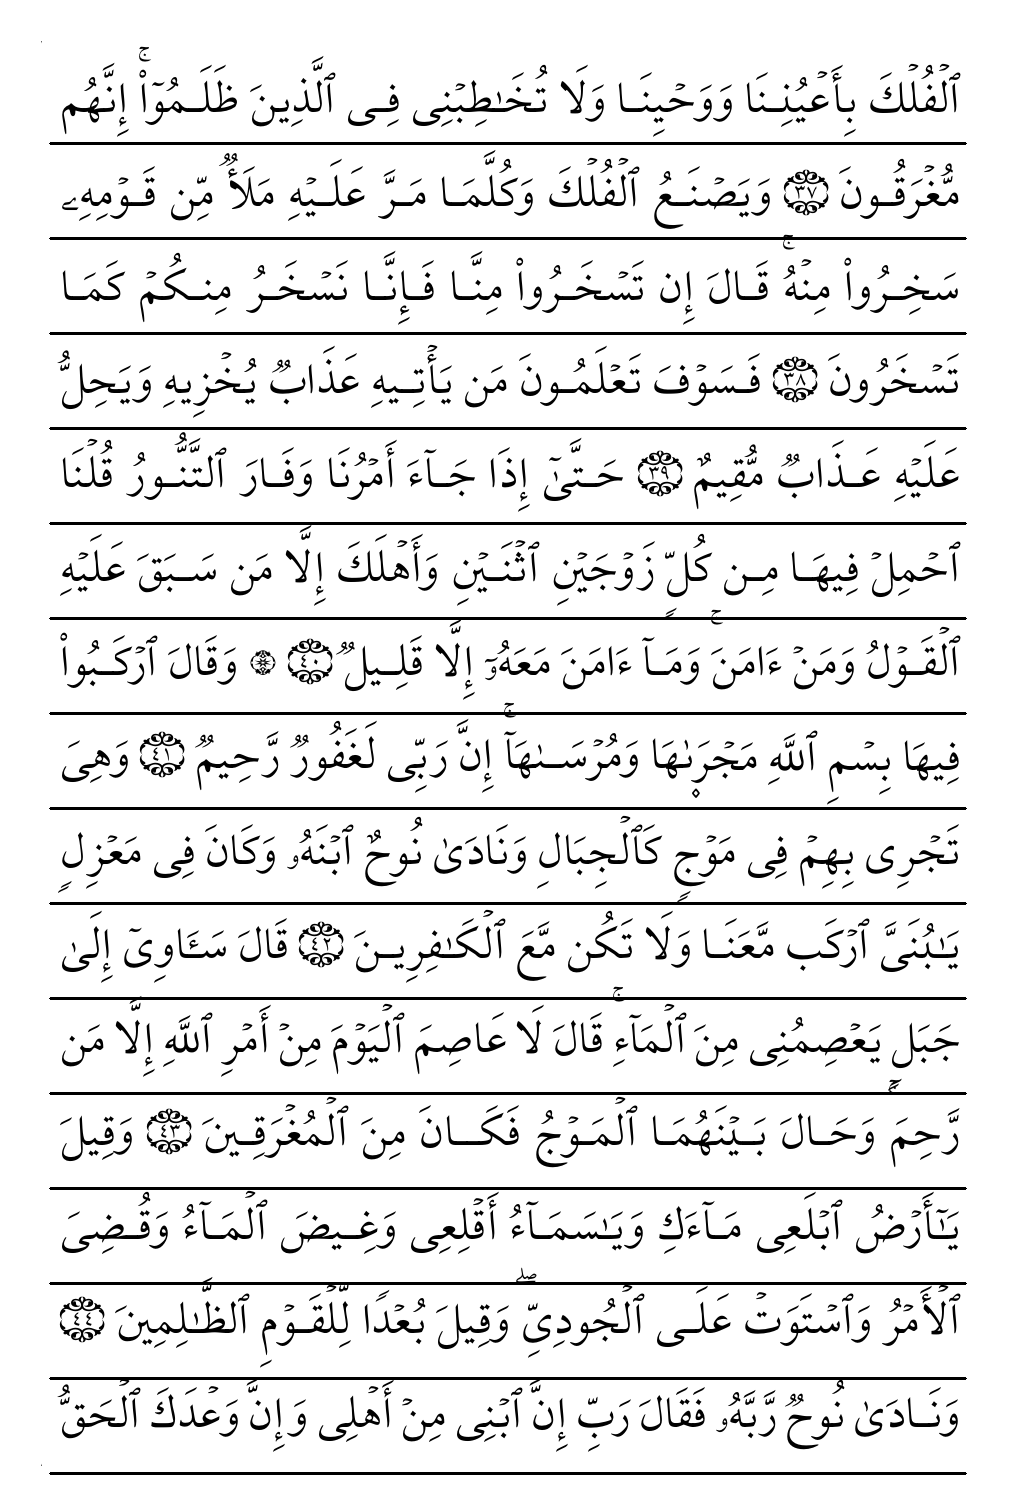 ٱلۡفُلۡكَ بِأَعۡيُنِنَا وَوَحۡيِنَا وَلَا تُخَٰطِبۡنِى فِى ٱلَّذِينَ ظَلَمُوٓاْۚ إِنَّهُم
مُّغۡرَقُونَ ٣٧ وَيَصۡنَعُ ٱلۡفُلۡكَ وَكُلَّمَا مَرَّ عَلَيۡهِ مَلَأٞ مِّن قَوۡمِهِۦ
سَخِرُواْ مِنۡهُۚ قَالَ إِن تَسۡخَرُواْ مِنَّا فَإِنَّا نَسۡخَرُ مِنكُمۡ كَمَا
تَسۡخَرُونَ ٣٨ فَسَوۡفَ تَعۡلَمُونَ مَن يَأۡتِيهِ عَذَابٞ يُخۡزِيهِ وَيَحِلُّ
عَلَيۡهِ عَذَابٞ مُّقِيمٌ ٣٩ حَتَّىٰٓ إِذَا جَآءَ أَمۡرُنَا وَفَارَ ٱلتَّنُّورُ قُلۡنَا
ٱحۡمِلۡ فِيهَا مِن كُلّٖ زَوۡجَيۡنِ ٱثۡنَيۡنِ وَأَهۡلَكَ إِلَّا مَن سَبَقَ عَلَيۡهِ
ٱلۡقَوۡلُ وَمَنۡ ءَامَنَۚ وَمَآ ءَامَنَ مَعَهُۥٓ إِلَّا قَلِيلٞ ٤٠ ۞ وَقَالَ ٱرۡكَبُواْ
فِيهَا بِسۡمِ ٱللَّهِ مَجۡرٜىٰهَا وَمُرۡسَىٰهَآۚ إِنَّ رَبِّى لَغَفُورٞ رَّحِيمٞ ٤١ وَهِىَ
تَجۡرِى بِهِمۡ فِى مَوۡجٖ كَٱلۡجِبَالِ وَنَادَىٰ نُوحٌ ٱبۡنَهُۥ وَكَانَ فِى مَعۡزِلٖ
يَٰبُنَىَّ ٱرۡكَب مَّعَنَا وَلَا تَكُن مَّعَ ٱلۡكَٰفِرِينَ ٤٢ قَالَ سَـَٔاوِىٓ إِلَىٰ
جَبَلٖ يَعۡصِمُنِى مِنَ ٱلۡمَآءِۚ قَالَ لَا عَاصِمَ ٱلۡيَوۡمَ مِنۡ أَمۡرِ ٱللَّهِ إِلَّا مَن
رَّحِمَۚ وَحَالَ بَيۡنَهُمَا ٱلۡمَوۡجُ فَكَانَ مِنَ ٱلۡمُغۡرَقِينَ ٤٣ وَقِيلَ
يَٰٓأَرۡضُ ٱبۡلَعِى مَآءَكِ وَيَٰسَمَآءُ أَقۡلِعِى وَغِيضَ ٱلۡمَآءُ وَقُضِىَ
ٱلۡأَمۡرُ وَٱسۡتَوَتۡ عَلَى ٱلۡجُودِىِّۖ وَقِيلَ بُعۡدٗا لِّلۡقَوۡمِ ٱلظَّٰلِمِينَ ٤٤
وَنَادَىٰ نُوحٞ رَّبَّهُۥ فَقَالَ رَبِّ إِنَّ ٱبۡنِى مِنۡ أَهۡلِى وَإِنَّ وَعۡدَكَ ٱلۡحَقُّ